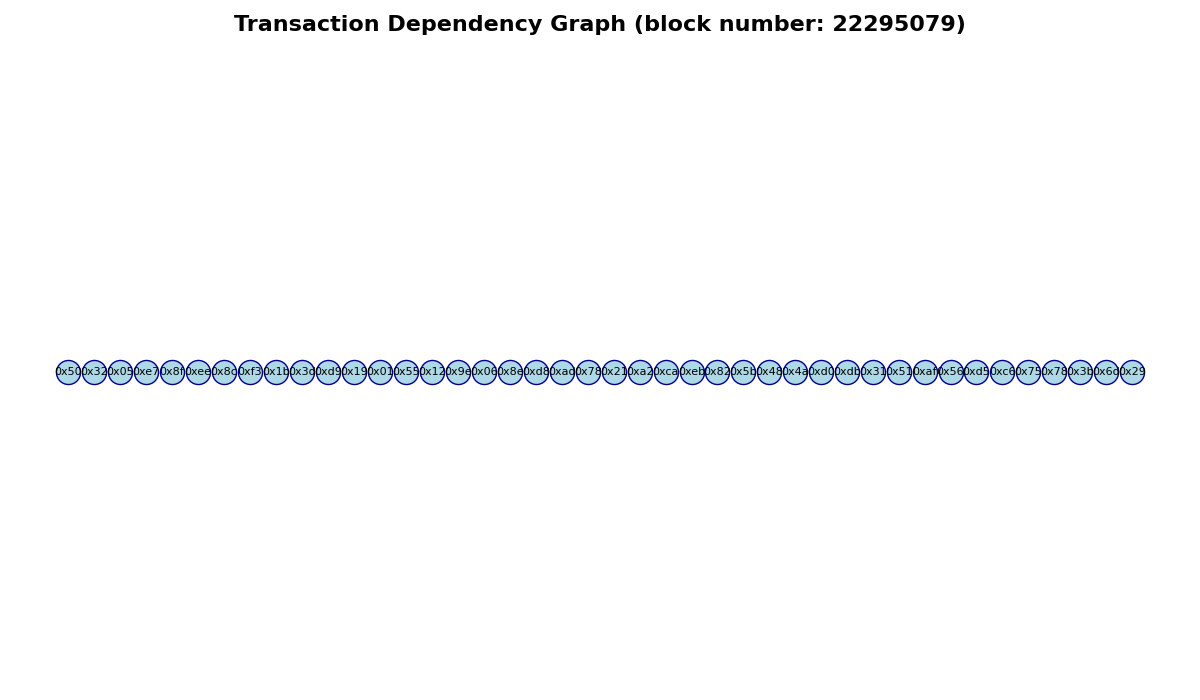 Transaction Dependency Graph (block number: 22295079)
0x50 0x32 0x05 0xe7 0x8f 0xee 0x8c 0xf3 0x1b 0x3d 0xd9 0x19 0x01 0x55 0x12 0x9e 0x06 0x8e 0xd8 0xad 0x78 0x21 0xa2 0xca 0xeb 0x82 0x5b 0x48 0x4a 0xd0 0xdb 0x31 0x51 0xaf 0x56 0xd5 0xc6 0x75 0x78 0x3b 0x6d 0x29